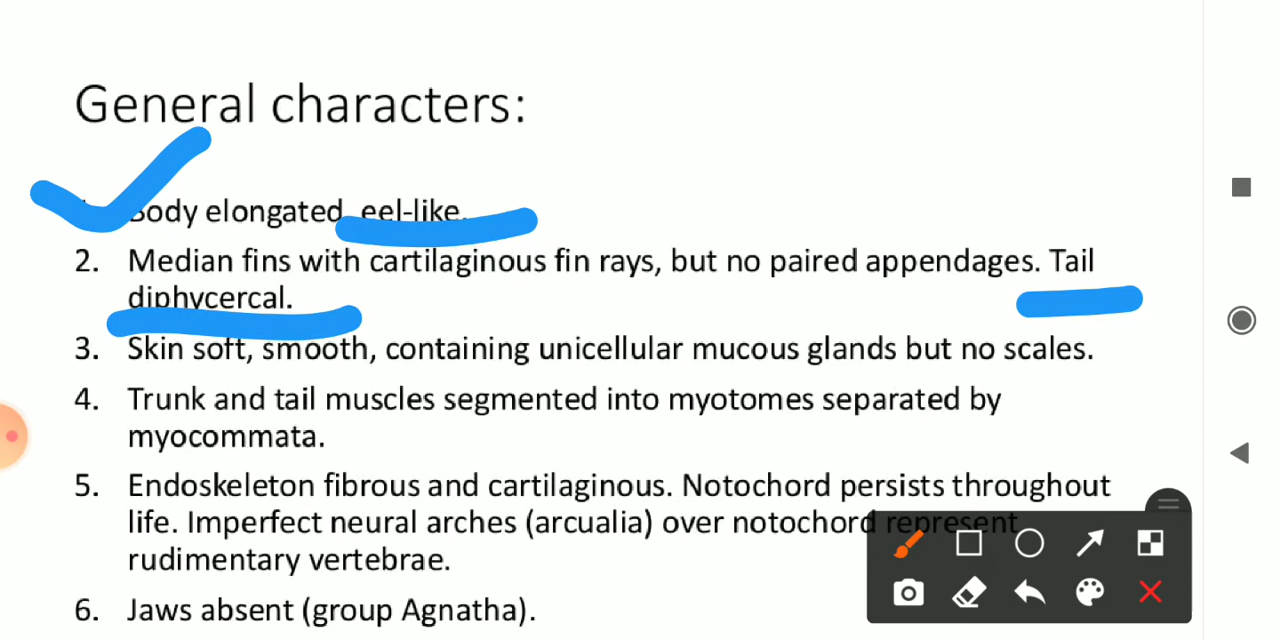 General characters:
Body elongated, eel-like.
2. Median fins with cartilaginous fin rays, but no paired appendages. Tail
diphycercal.
3. Skin soft, smooth, containing unicellular mucous glands but no scales.
4. Trunk and tail muscles segmented into myotomes separated by
myocommata.
5. Endoskeleton fibrous and cartilaginous. Notochord persists throughout
life. Imperfect neural arches (arcualia) over notochord represent
rudimentary vertebrae.
6. Jaws absent (group Agnatha).